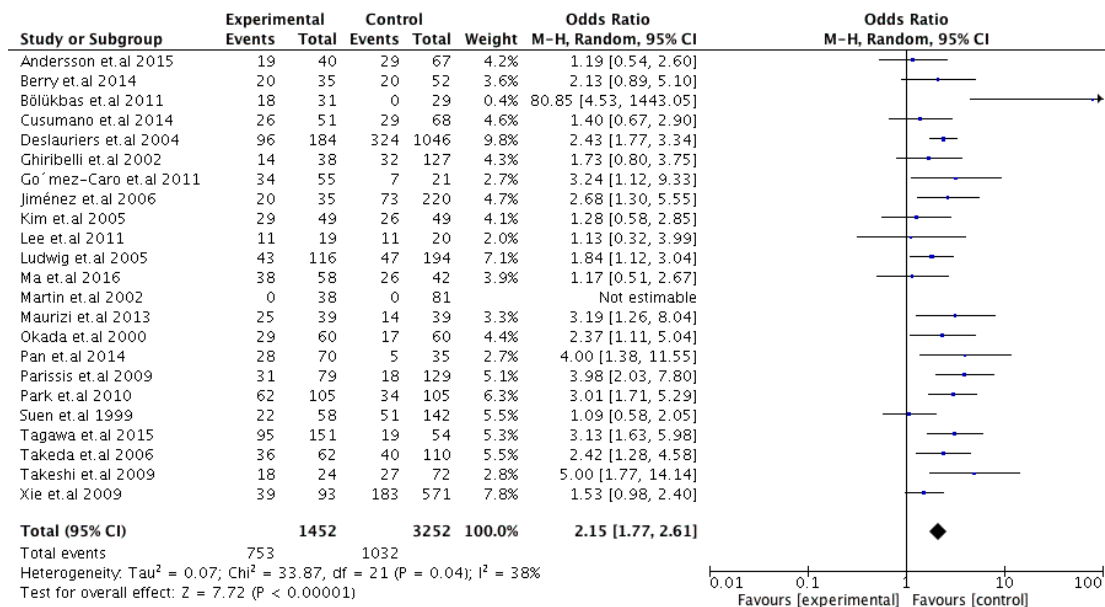 Experimental Control Odds Ratio Odds Ratio
Study or Subgroup Events Total Events Total Weight M-H, Random, 95% CI M-H, Random, 95% CI
Andersson et.al 2015 19 40 29 67 4.2% 1.19 [0.54, 2.60]
Berry et.al 2014 20 35 20 52 3.7% 2.13 [0.89, 5.10]
Bölükbas 2011 18 31 0 29 0.4% 80.85 [4.53, 1443.05]
Cusumano et.al 2014 26 51 29 68 4.6% 1.40 [0.67, 2.90]
Deslauriers et.al 2004 96 184 324 1046 9.8% 2.43 [1.77, 3.34]
Ghiribelli et.al 2002 14 38 32 127 4.3% 1.73 [0.80, 3.75]
Go´mez-Caro et.al 2011 34 55 7 21 2.7% 3.24 [1.12, 9.33]
Jiménez et.al 2006 20 35 73 220 4.7% 2.68 [1.30, 5.55]
Kim et.al 2005 29 49 26 49 4.1% 1.28 [0.58, 2.85]
Lee et.al 2011 11 19 11 20 2.0% 1.13 [0.32, 3.99]
Ludwig et.al 2005 43 116 47 194 7.1% 1.84 [1.12, 3.04]
Ma et.al 2016 38 58 26 42 3.9% 1.17 [0.51, 2.67]
Martin et.al 2002 0 38 0 81 Not estimable
Maurizi et.al 2013 25 39 14 39 3.3% 3.19 [1.26, 8.04]
Okada et.al 2000 29 60 17 60 4.4% 2.37 [1.11, 5.04]
Pan et.al 2014 28 70 5 35 2.7% 4.00 [1.38, 11.55]
Parissis et.al 2009 31 79 18 129 5.1% 3.98 [2.03, 7.80]
Park et.al 2010 62 105 34 105 6.3% 3.01 [1.71, 5.29]
Suen et.al 1999 22 58 51 142 5.5% 1.09 [0.58, 2.05]
Tagawa et.al 2015 95 151 19 54 5.3% 3.13 [1.63, 5.98]
Takeda et.al 2006 36 62 40 110 5.5% 2.42 [1.28, 4.58]
Takeshi et.al 2009 18 24 27 72 2.8% 5.00 [1.77, 14.14]
Xie et.al 2009 39 93 183 571 7.8% 1.53 [0.98, 2.40]
Total (95% CI) 1452 3252 100.0% 2.15 [1.77, 2.61]
Total events 753 1032
Heterogeneity: Tau² = 0.07; Chi² = 33.87, df = 21 (P = 0.04); I² = 38%
Test for overall effect: Z = 7.72 (P < 0.00001)
0.01 0.1 1 10 100
Favours [experimental] Favours [control]